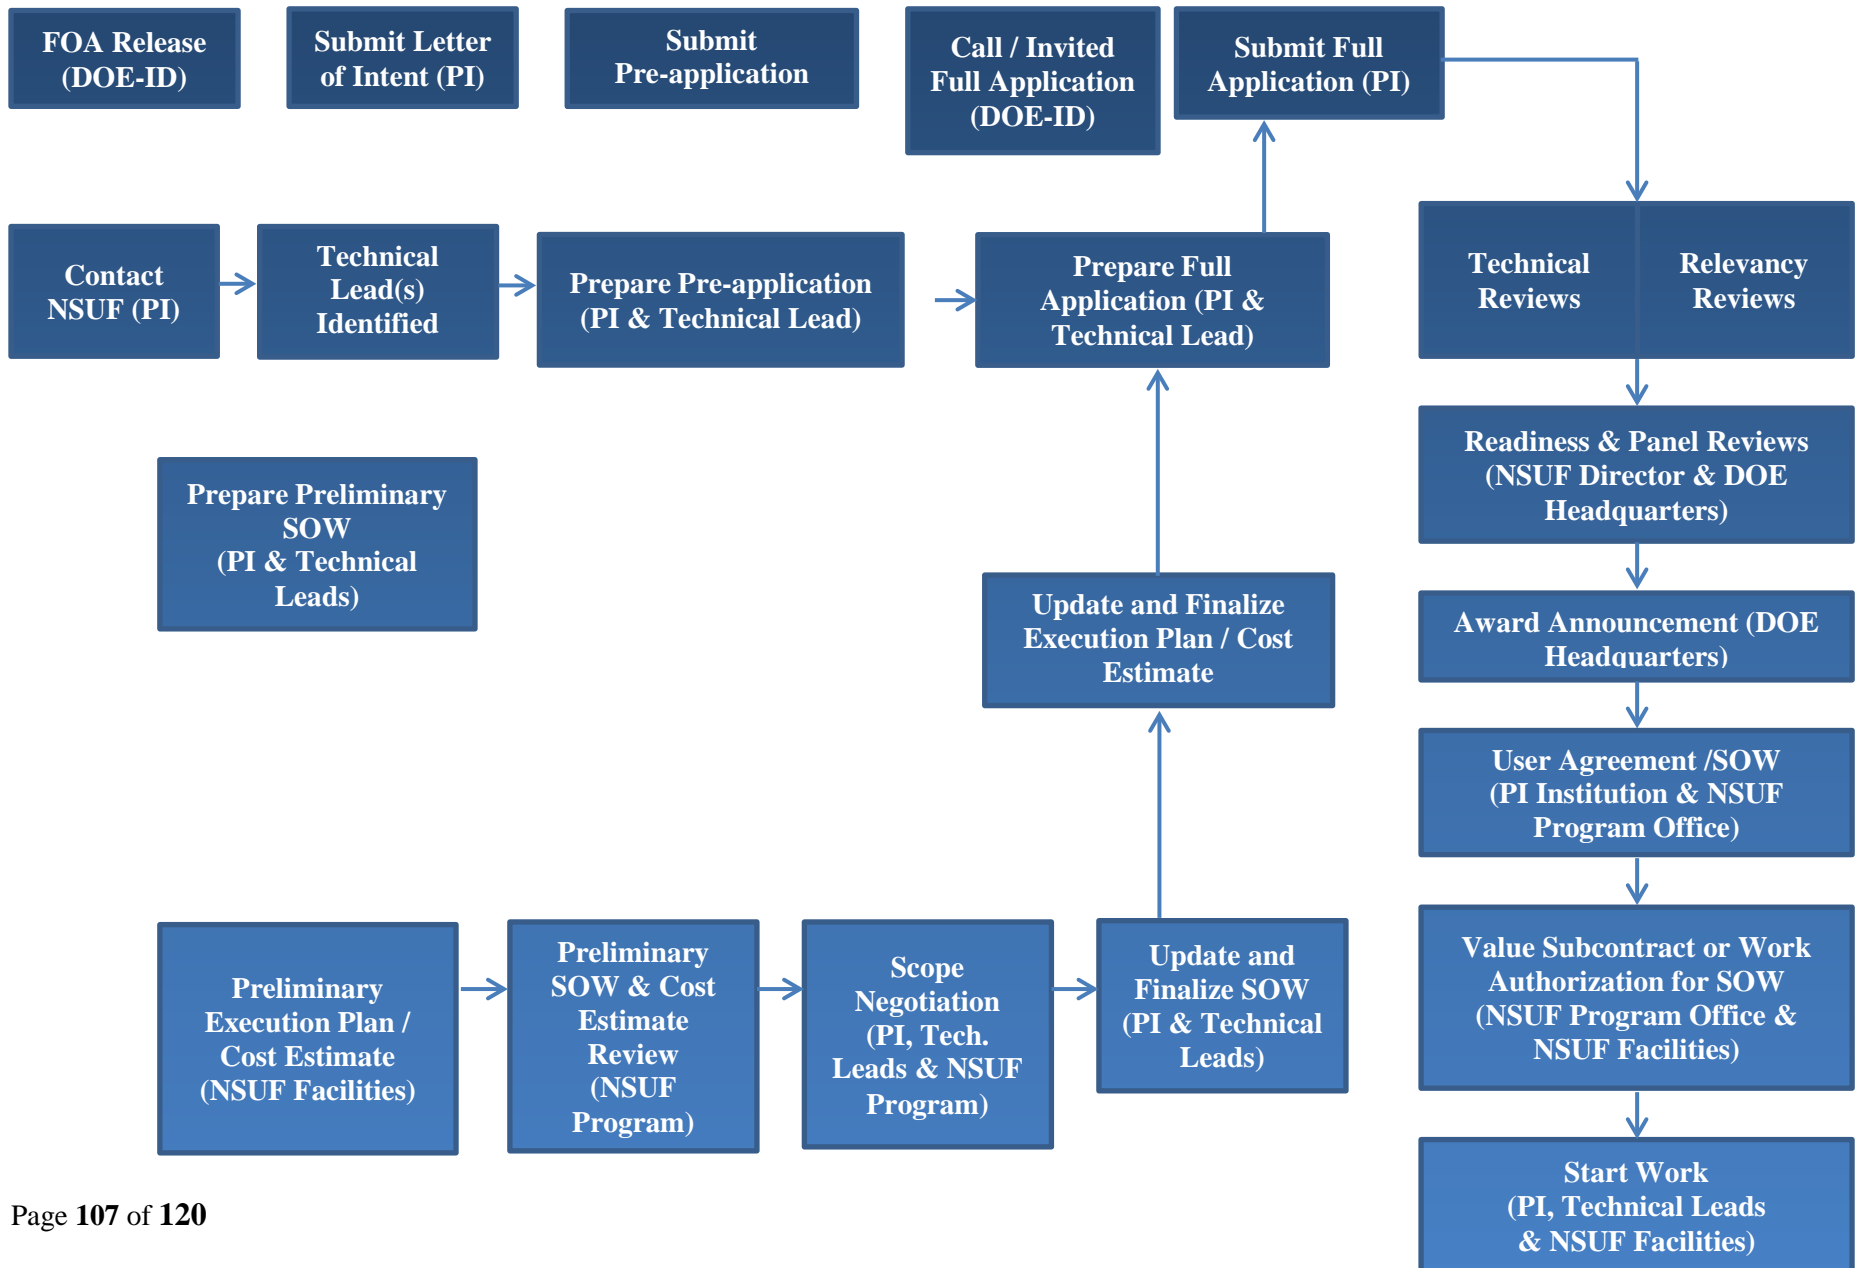 FOA Release
(DOE-ID)
Submit Letter
of Intent (PI)
Submit
Pre-application
Call / Invited
Full Application
(DOE-ID)
Submit Full
Application (PI)
Contact
NSUF (PI)
Technical
Lead(s)
Identified
Prepare Pre-application
(PI & Technical Lead)
Prepare Full
Application (PI &
Technical Lead)
Technical
Reviews
Relevancy
Reviews
Prepare Preliminary
SOW
(PI & Technical
Leads)
Readiness & Panel Reviews
(NSUF Director & DOE
Headquarters)
Update and Finalize
Execution Plan / Cost
Estimate
Award Announcement (DOE
Headquarters)
User Agreement /SOW
(PI Institution & NSUF
Program Office)
Preliminary
Execution Plan /
Cost Estimate
(NSUF Facilities)
Preliminary
SOW & Cost
Estimate
Review
(NSUF
Program)
Scope
Negotiation
(PI, Tech.
Leads & NSUF
Program)
Update and
Finalize SOW
(PI & Technical
Leads)
Value Subcontract or Work
Authorization for SOW
(NSUF Program Office &
NSUF Facilities)
Start Work
(PI, Technical Leads
& NSUF Facilities)
Page 107 of 120